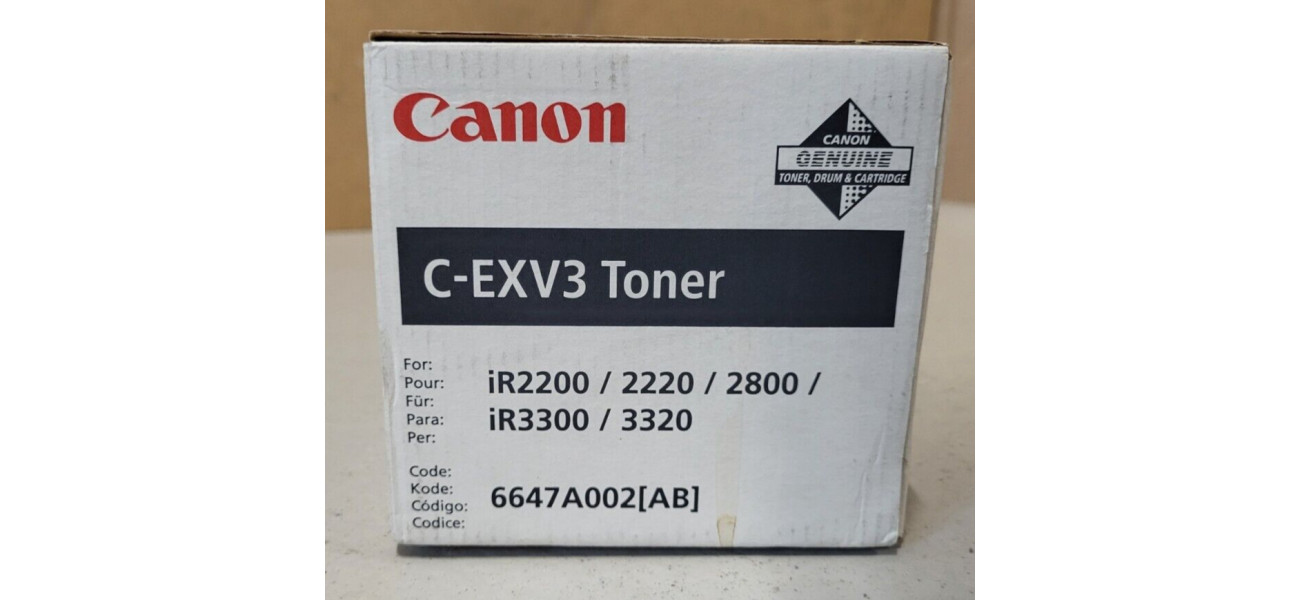 Canon
CANON
GENUINE
TONER, DRUM & CARTRIDGE
C-EXV3 Toner
For:
Pour:
Für:
Para:
Per:
iR2200 / 2220 / 2800 /
iR3300 / 3320
Code:
Kode:
Código:
Codice:
6647A002[AB]